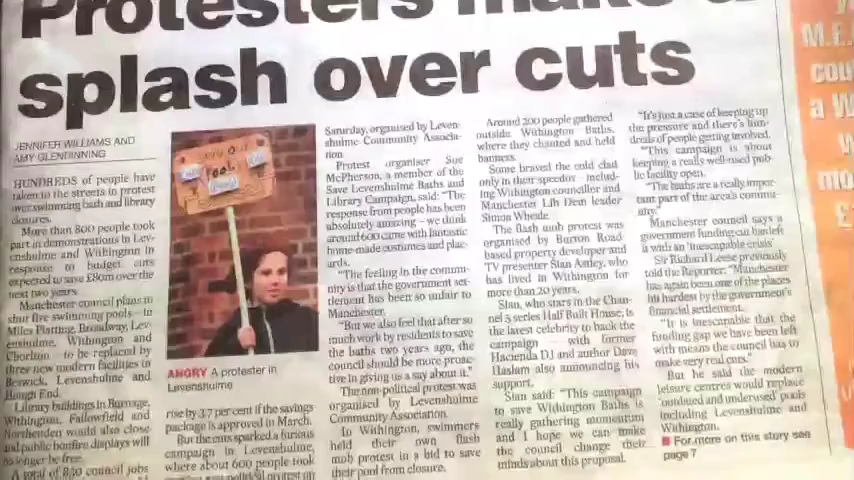 Protesters make a
splash over cuts
JENNIFER WILLIAMS AND
AMY GLENDINNING
HUNDREDS of people have
taken to the streets in protest
over swimming bath and library
closures.
More than 800 people took
part in demonstrations in Lev-
enshulme and Withington in
response to budget cuts
expected to save £80m over the
next two years.
Manchester council plans to
shut five swimming pools – in
Miles Platting, Broadway, Lev-
enshulme, Withington and
Chorlton – to be replaced by
three new modern facilities in
Beswick, Levenshulme and
Hough End.
Library buildings in Burnage,
Withington, Fallowfield and
Northenden would also close
and public bonfire displays will
no longer be free.
A total of 830 council jobs
ANGRY A protester in
Levenshulme
rise by 3.7 per cent if the savings
package is approved in March.
But the cuts sparked a furious
campaign in Levenshulme,
where about 600 people took
Saturday, organised by Leven-
shulme Community Associa-
tion.
Protest organiser Sue
McPherson, a member of the
Save Levenshulme Baths and
Library Campaign, said: "The
response from people has been
absolutely amazing – we think
around 600 came with fantastic
home-made costumes and plac-
ards.
"The feeling in the commu-
nity is that the government set-
tlement has been so unfair to
Manchester.
"But we also feel that after so
much work by residents to save
the baths two years ago, the
council should be more proac-
tive in giving us a say about it."
The non-political protest was
organised by Levenshulme
Community Association.
In Withington, swimmers
held their own flash
mob protest in a bid to save
their pool from closure.
Around 200 people gathered
outside Withington Baths,
where they chanted and held
banners.
Some braved the cold clad
only in their speedos – includ-
ing Withington councillor and
Manchester Lib Dem leader
Simon Wheale.
The flash mob protest was
organised by Burton Road-
based property developer and
TV presenter Sian Astley, who
has lived in Withington for
more than 20 years.
Sian, who stars in the Chan-
nel 5 series Half Built House, is
the latest celebrity to back the
campaign – with former
Hacienda DJ and author Dave
Haslam also announcing his
support.
Sian said: "This campaign
to save Withington Baths is
really gathering momentum
and I hope we can make
the council change their
minds about this proposal.
"It's just a case of keeping up
the pressure and there's hun-
dreds of people getting involved.
"This campaign is about
keeping a really well-used pub-
lic facility open.
"The baths are a really impor-
tant part of the area's commu-
nity."
Manchester council says a
government funding cut has left
it with an 'inescapable crisis'.
Sir Richard Leese previously
told the Reporter: "Manchester
has again been one of the places
hit hardest by the government's
financial settlement.
"It is inescapable that the
funding gap we have been left
with means the council has to
make very real cuts."
But he said the modern
leisure centres would replace
'outdated and underused' pools
including Levenshulme and
Withington.
■ For more on this story see
page 7
M.E.
cou
a W
mo
£